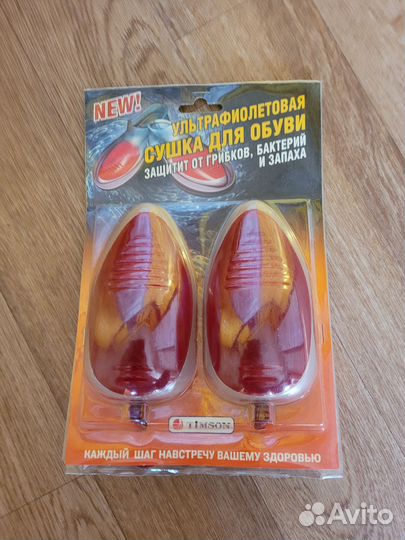 NEW!
УЛЬТРАФИОЛЕТОВАЯ
СУШКА ДЛЯ ОБУВИ
ЗАЩИТИТ ОТ ГРИБКОВ, БАКТЕРИЙ
И ЗАПАХА
TIMSON
КАЖДЫЙ ШАГ НАВСТРЕЧУ ВАШЕМУ ЗДОРОВЬЮ
Avito